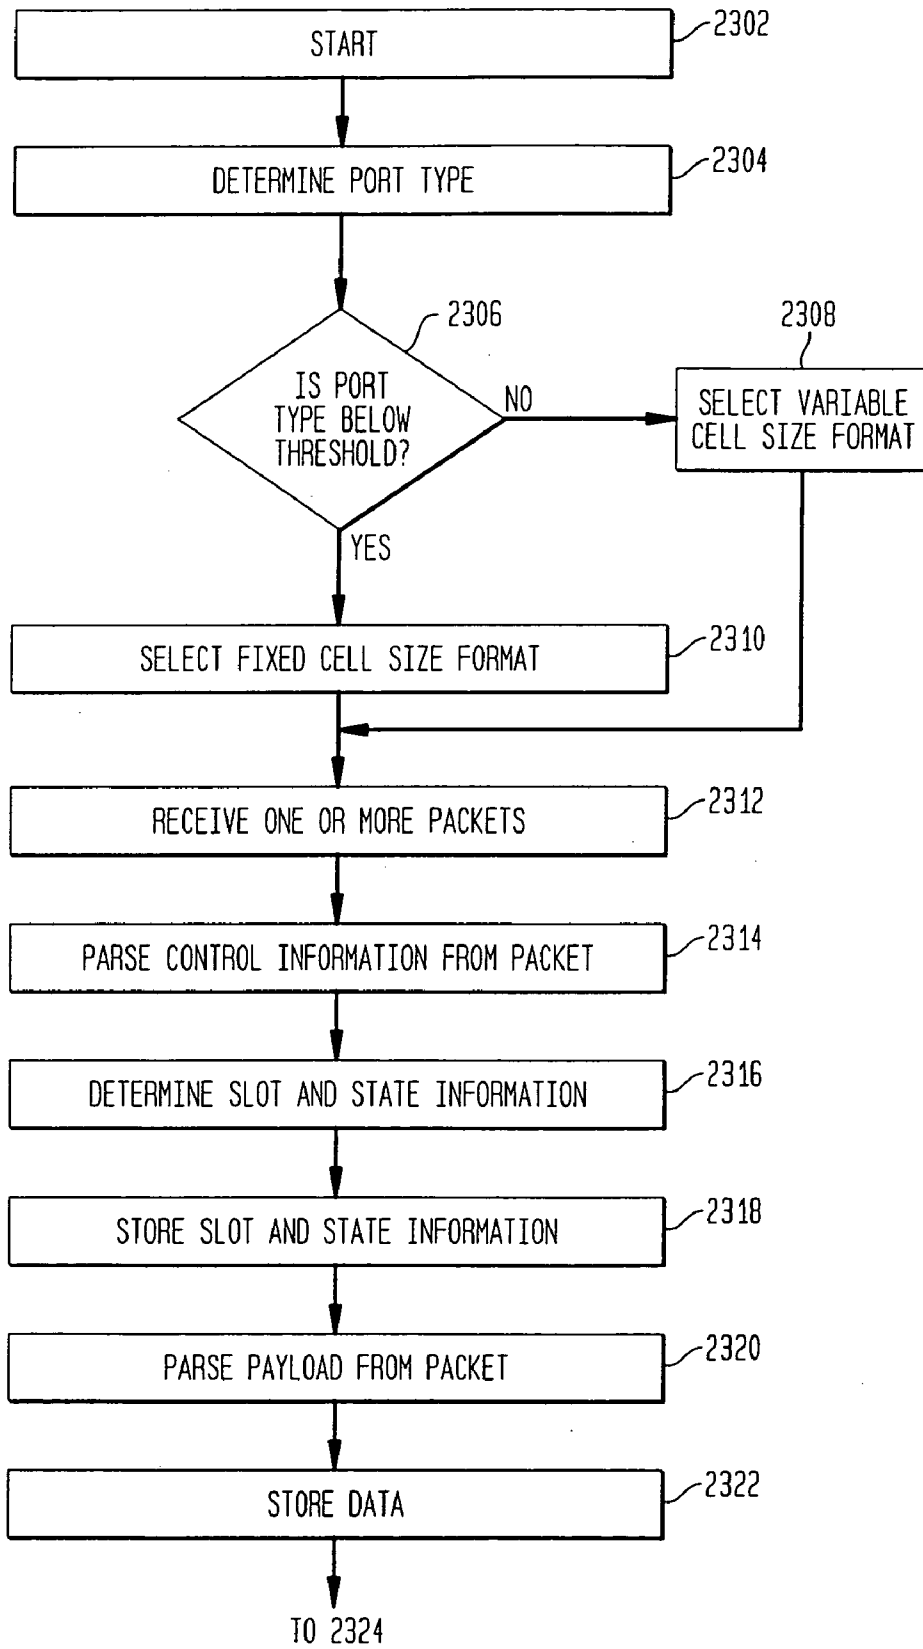 START
2302
DETERMINE PORT TYPE
2304
2306
2308
IS PORT
TYPE BELOW
THRESHOLD?
NO
SELECT VARIABLE
CELL SIZE FORMAT
YES
SELECT FIXED CELL SIZE FORMAT
2310
RECEIVE ONE OR MORE PACKETS
2312
PARSE CONTROL INFORMATION FROM PACKET
2314
DETERMINE SLOT AND STATE INFORMATION
2316
STORE SLOT AND STATE INFORMATION
2318
PARSE PAYLOAD FROM PACKET
2320
STORE DATA
2322
TO 2324